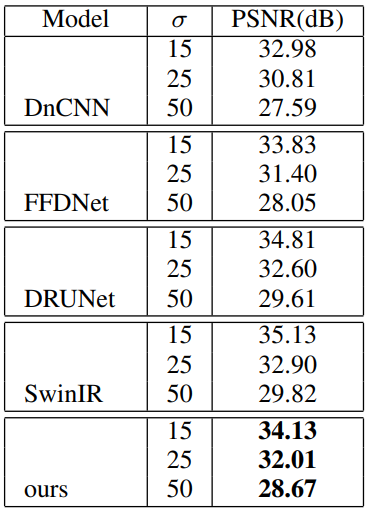 Model σ PSNR(dB)
15 32.98
25 30.81
DnCNN 50 27.59
15 33.83
25 31.40
FFDNet 50 28.05
15 34.81
25 32.60
DRUNet 50 29.61
15 35.13
25 32.90
SwinIR 50 29.82
15 34.13
25 32.01
ours 50 28.67